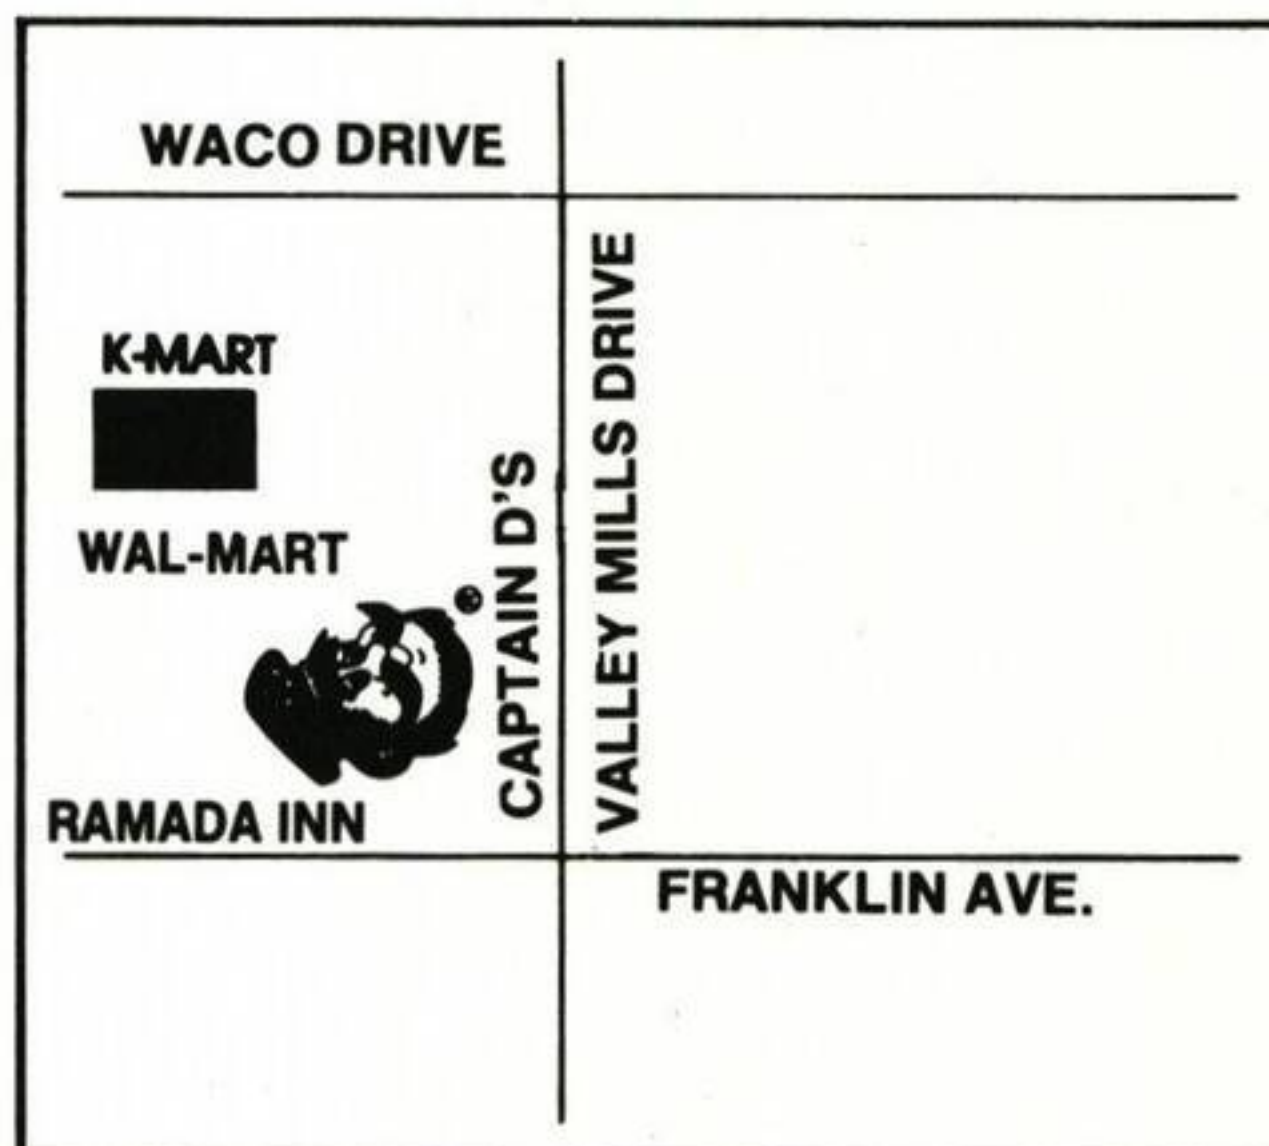 WACO DRIVE
K-MART
WAL-MART
CAPTAIN D'S
VALLEY MILLS DRIVE
RAMADA INN
FRANKLIN AVE.